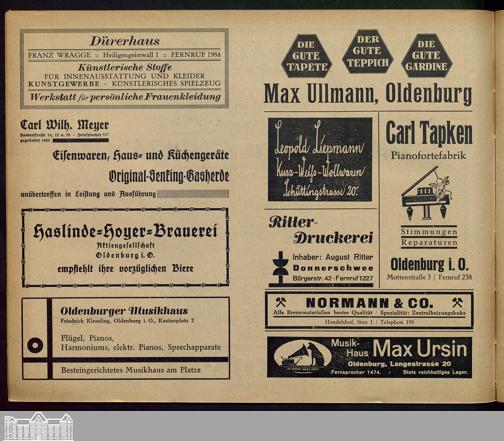 Dürerhaus
FRANZ WRAGGE :: Heiligengeistwall 1 :: FERNRUF 1984
Künstlerische Stoffe
FÜR INNENAUSSTATTUNG UND KLEIDER
KUNSTGEWERBE · KÜNSTLERISCHES SPIELZEUG
Werkstatt für persönliche Frauenkleidung
Carl Wilh. Meyer
Eisenwaren, Haus- und Küchengeräte
Original-Senking-Gasherde
unübertroffen in Leistung und Ausführung
Haslinde-Hoyer-Brauerei
Aktiengesellschaft
Oldenburg i. O.
empfiehlt ihre vorzüglichen Biere
Oldenburger Musikhaus
Friedrich Kiessling, Oldenburg i. O., Kasinoplatz 2
Flügel, Pianos,
Harmoniums, elektr. Pianos, Sprechapparate
Besteingerichtetes Musikhaus am Platze
DIE
GUTE
TAPETE
DER
GUTE
TEPPICH
DIE
GUTE
GARDINE
Max Ullmann, Oldenburg
Leopold Liepmann
Kurz-Weiß-Wollwaren
Schüttingstrasse 20.
Ritter-
Druckerei
Inhaber: August Ritter
Donnerschwee
Bürgerstr. 42 · Fernruf 1227
Carl Tapken
Pianofortefabrik
Stimmungen
Reparaturen
Oldenburg i. O.
Mottenstraße 3 / Fernruf 238
NORMANN & CO.
Alle Brennmaterialien bester Qualität / Spezialität: Zentralheizungskoks
Handelshof, Stau 1 / Telephon 199
Musik-
Haus Max Ursin
Oldenburg, Langestrasse 20
Fernsprecher 1474. Stets reichhaltiges Lager.